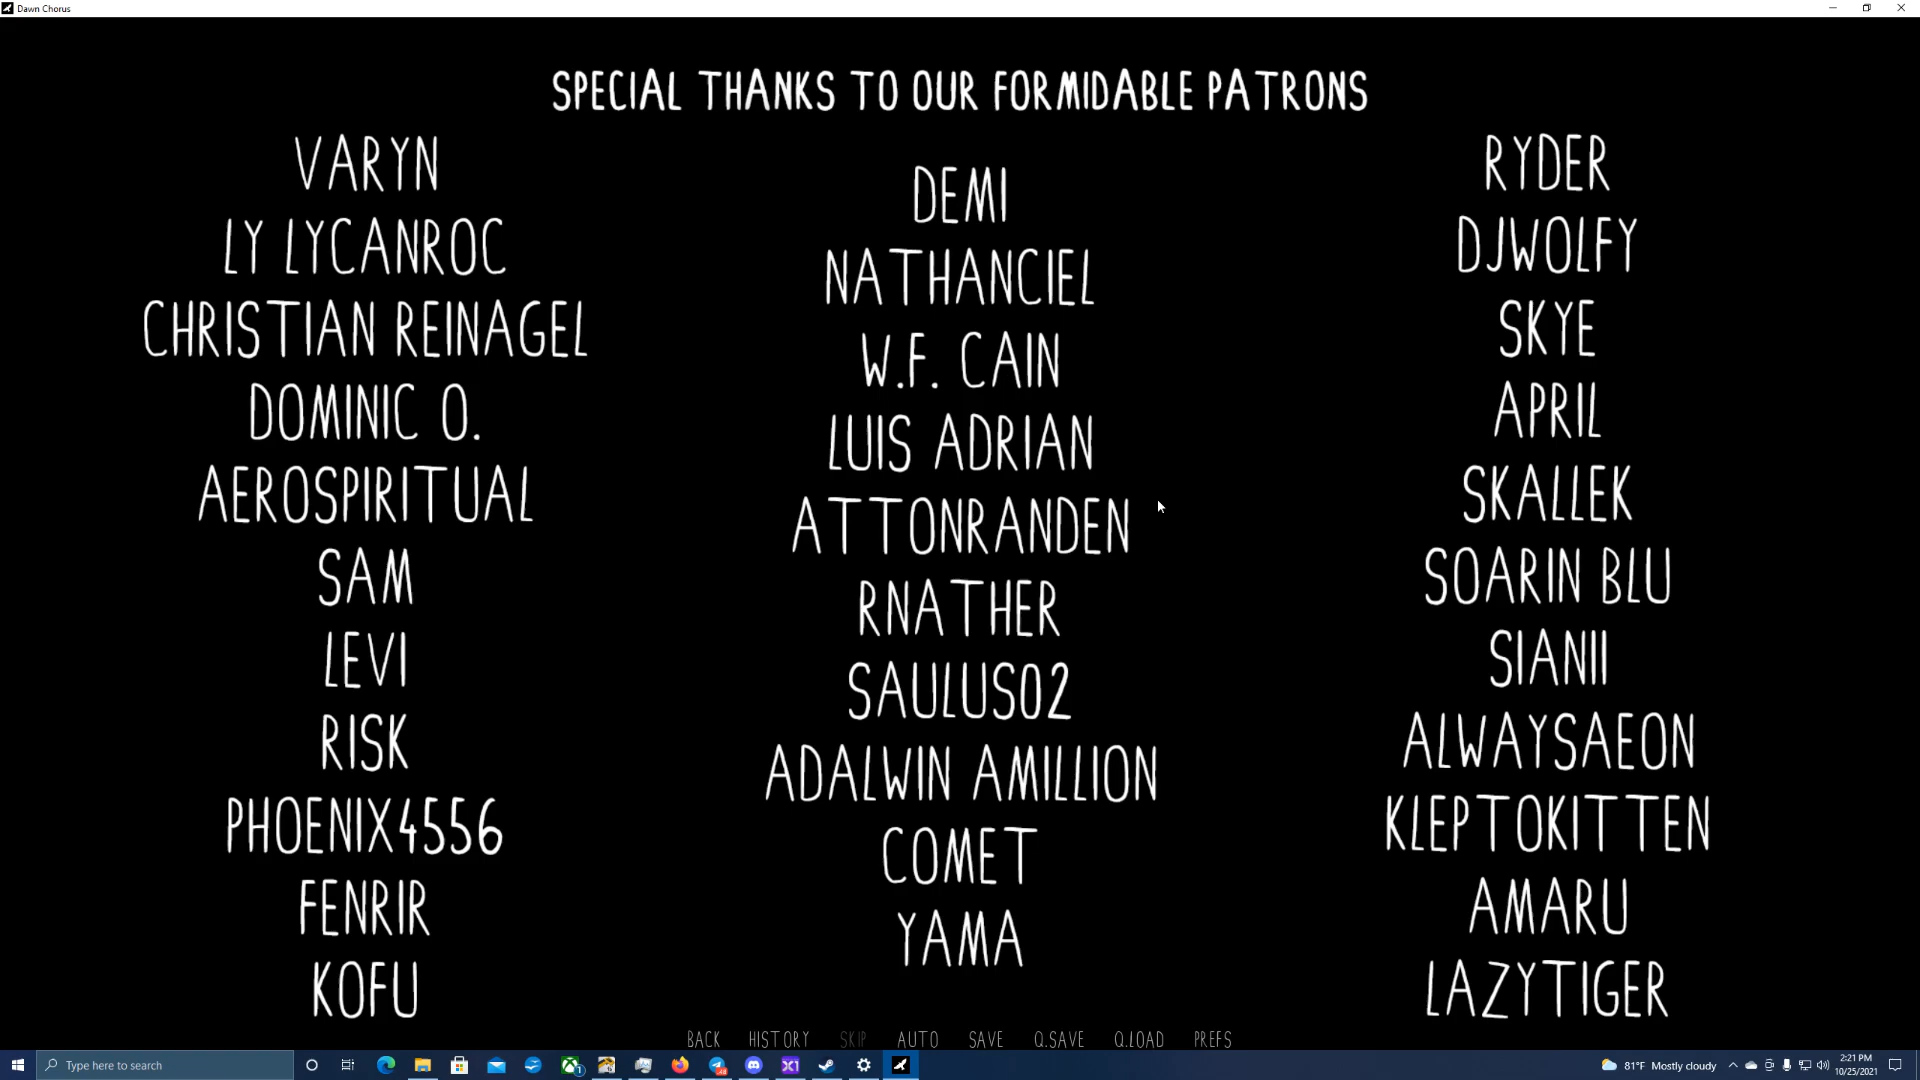 Dawn Chorus
SPECIAL THANKS TO OUR FORMIDABLE PATRONS
VARYN
LY LYCANROC
CHRISTIAN REINAGEL
DOMINIC O.
AEROSPIRITUAL
SAM
LEVI
RISK
PHOENIX4556
FENRIR
KOFU
DEMI
NATHANCIEL
W.F. CAIN
LUIS ADRIAN
ATTONRANDEN
RNATHER
SAULUS02
ADALWIN AMILLION
COMET
YAMA
RYDER
DJWOLFY
SKYE
APRIL
SKALLEK
SOARIN BLU
SIANII
ALWAYSAEON
KLEPTOKITTEN
AMARU
LAZYTIGER
BACK HISTORY SKIP AUTO SAVE Q.SAVE Q.LOAD PREFS
Type here to search
81°F Mostly cloudy
2:21 PM
10/25/2021